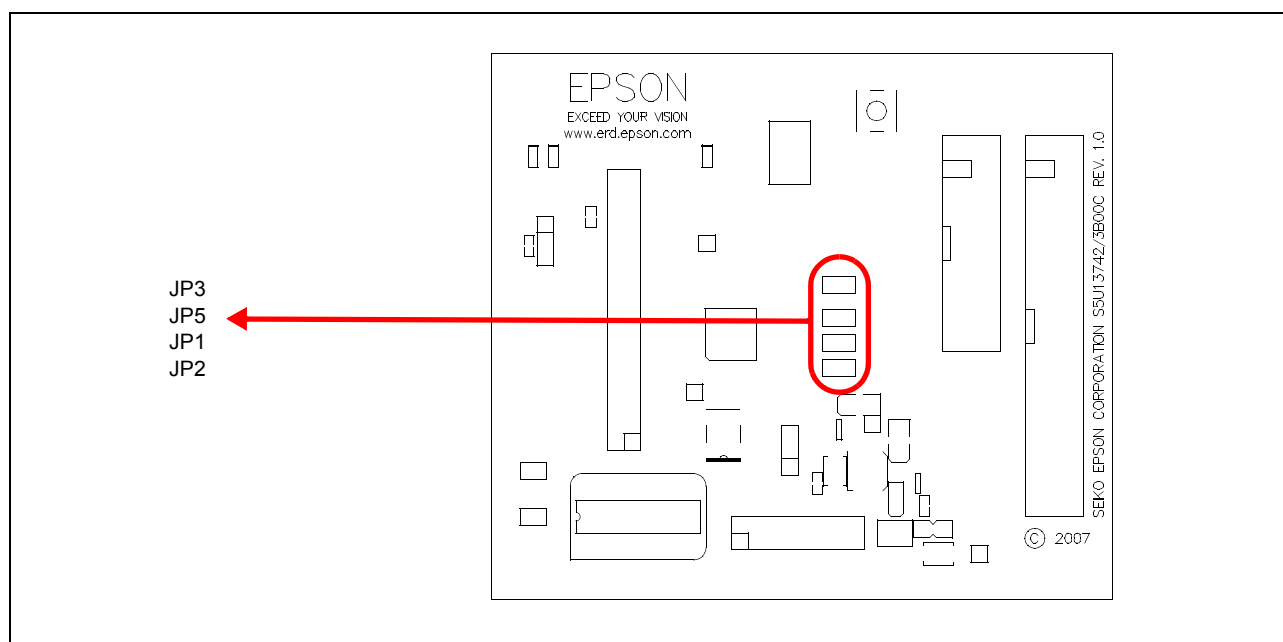 EPSON
EXCEED YOUR VISION
www.erd.epson.com
JP3
JP5
JP1
JP2
SEIKO EPSON CORPORATION S5U13742/3B00C REV. 1.0
© 2007